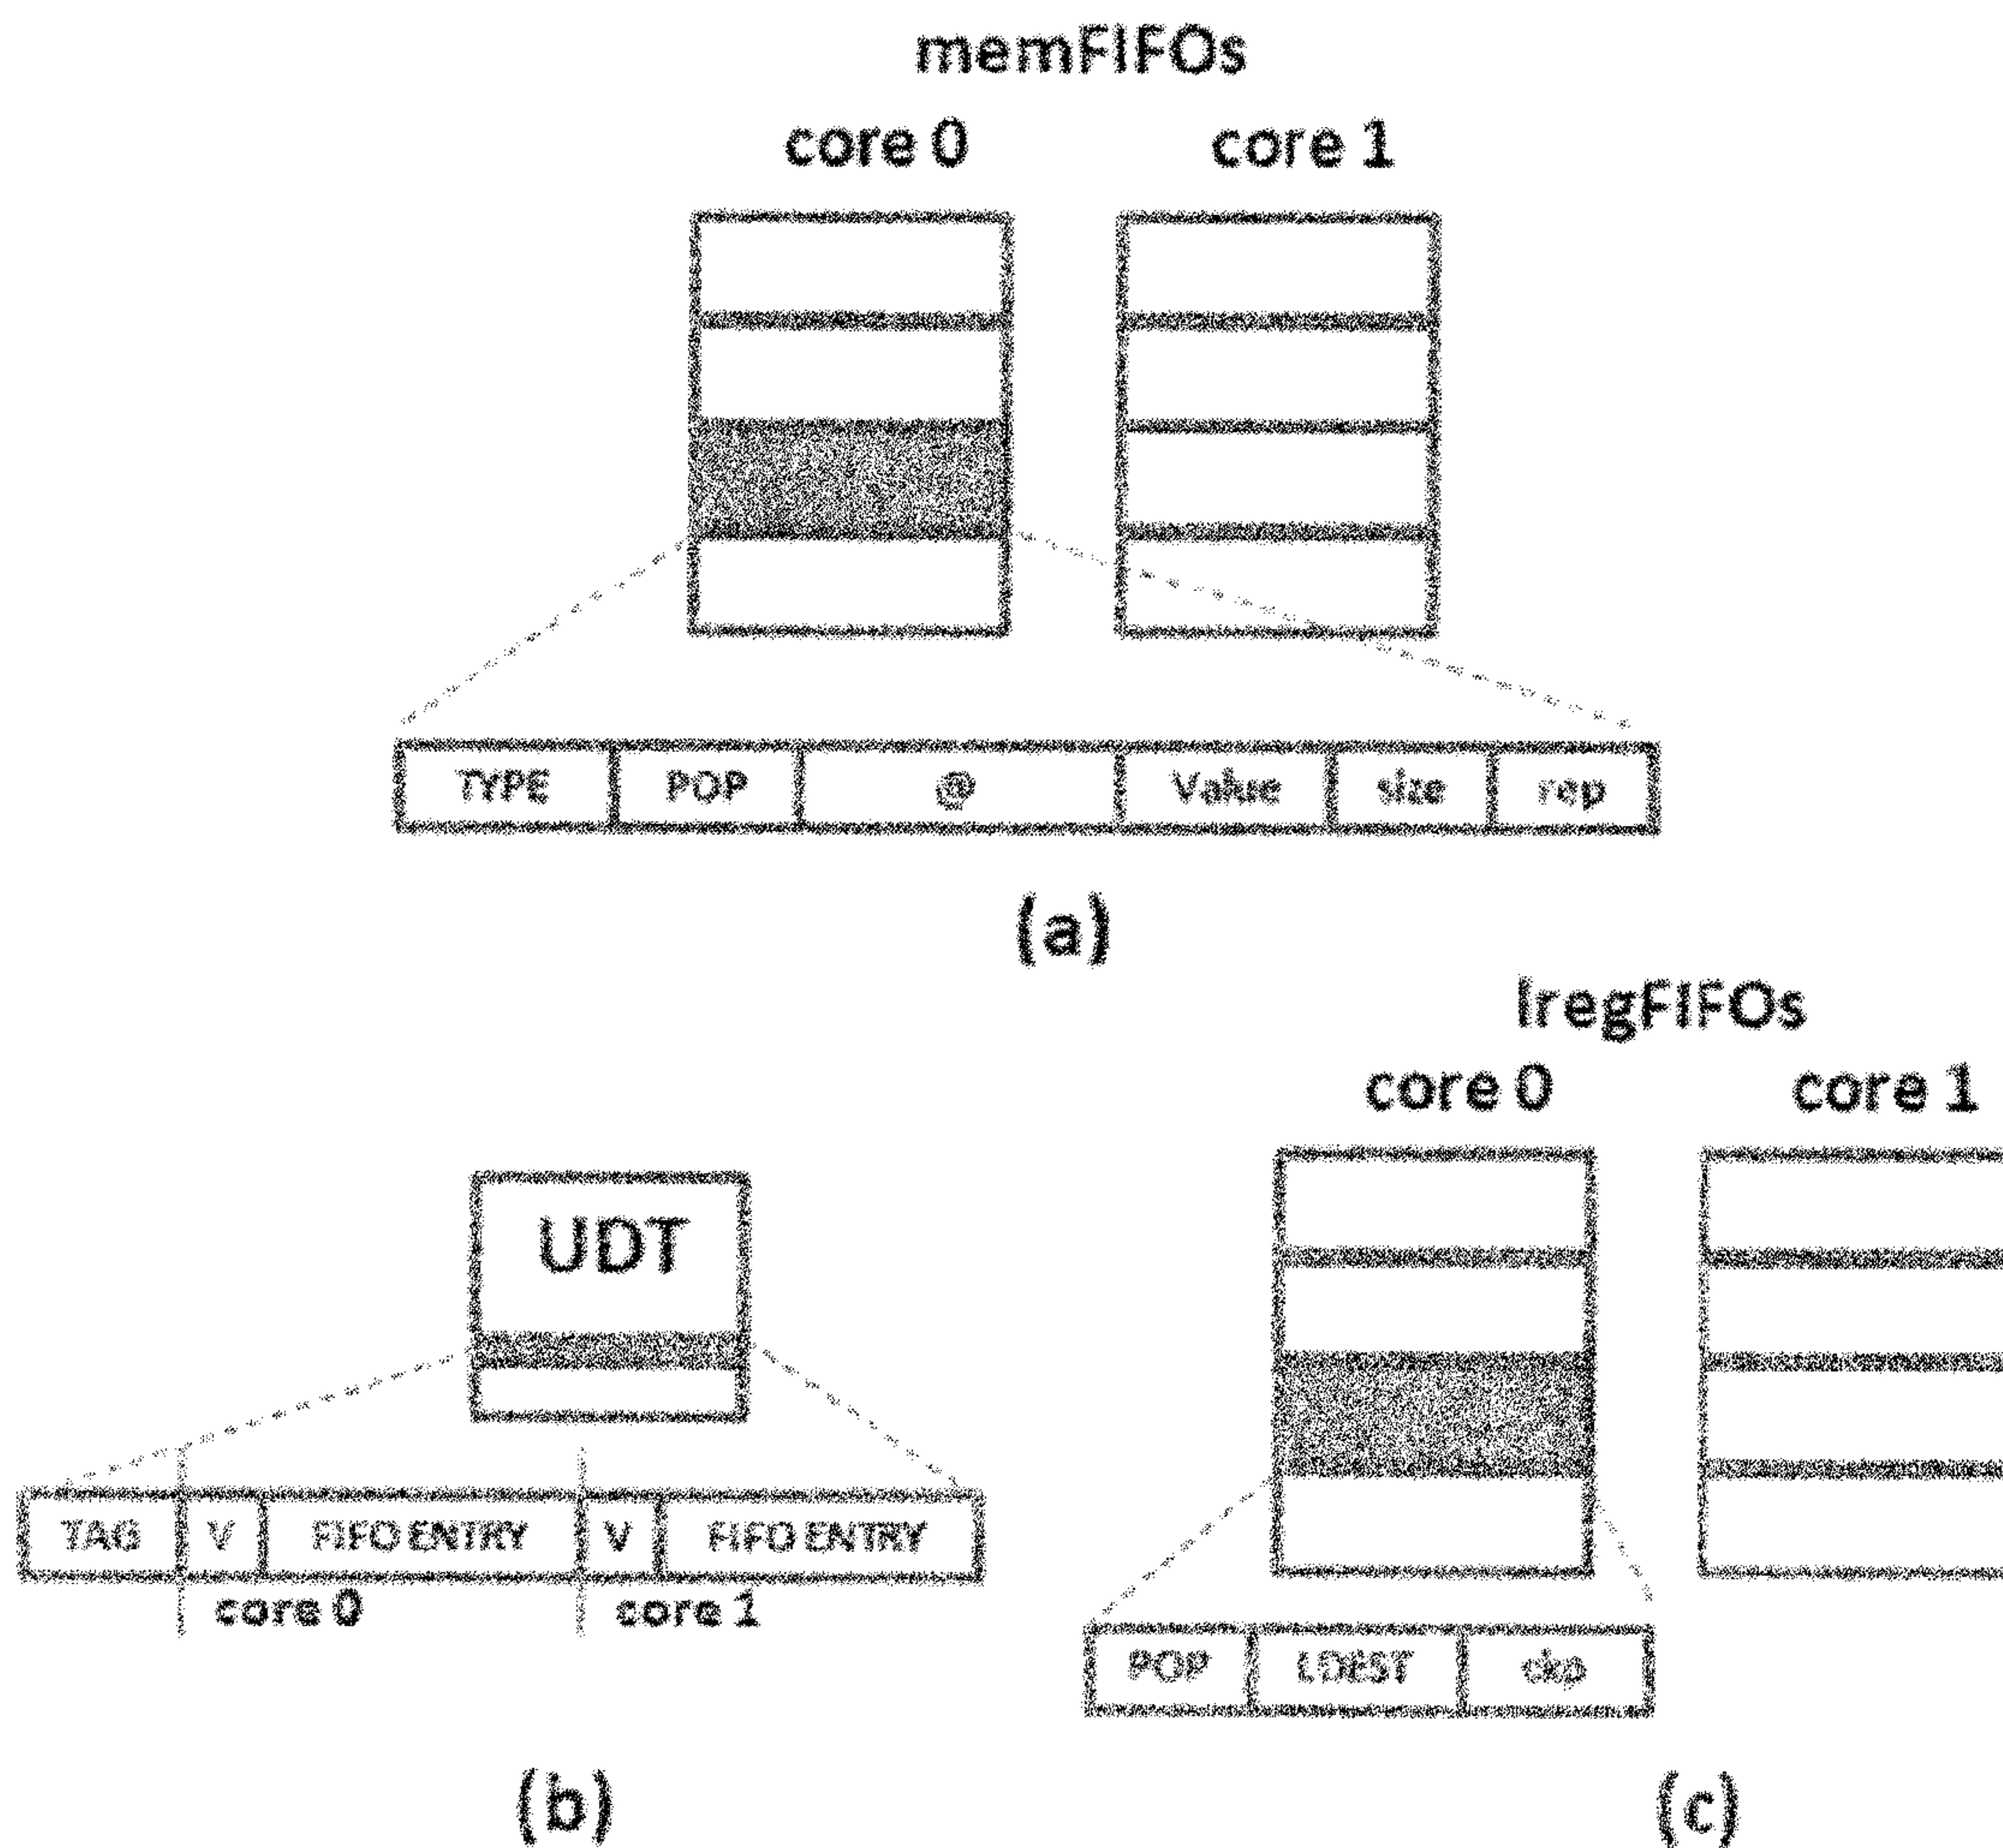 memFIFOs
core 0 core 1
TYPE POP @ Value size rep
(a)
lregFIFOs
core 0 core 1
UDT
TAG V FIFO ENTRY V FIFO ENTRY
core 0 core 1
POP LDEST ckp
(b) (c)